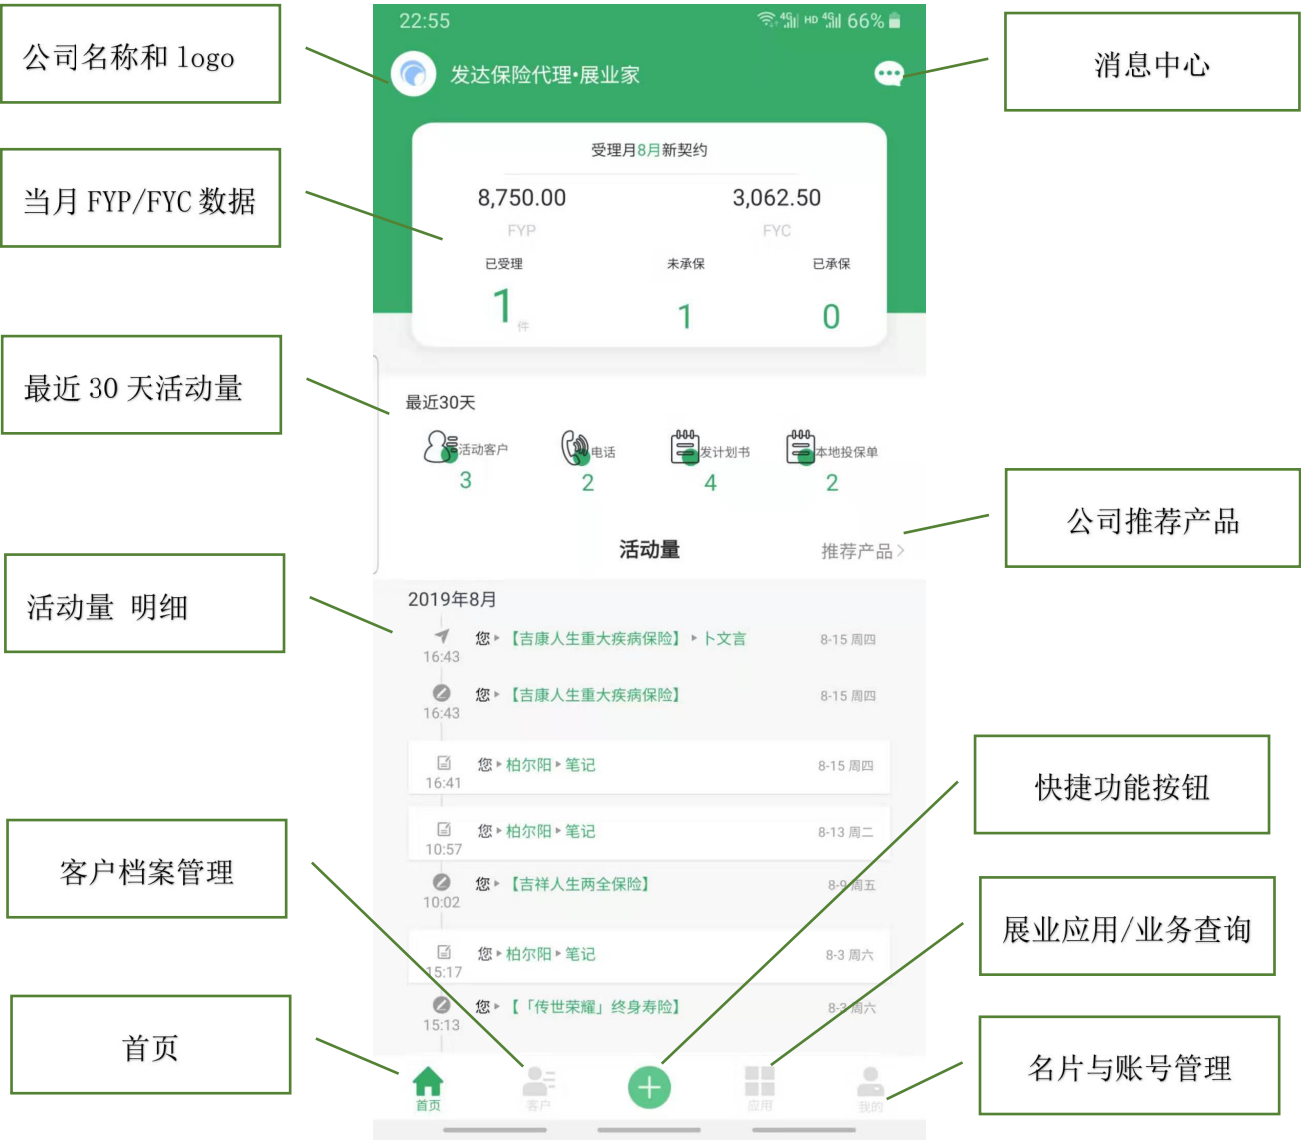 22:55
4G HD 4G 66%
公司名称和 logo
发达保险代理•展业家
消息中心
受理月8月新契约
当月 FYP/FYC 数据
8,750.00
3,062.50
FYP
FYC
已受理
未承保
已承保
1
件
1
0
最近 30 天活动量
最近30天
活动客户
电话
发计划书
本地投保单
3
2
4
2
公司推荐产品
活动量
推荐产品
活动量 明细
2019年8月
您【吉康人生重大疾病保险】卜文言
8-15 周四
16:43
您【吉康人生重大疾病保险】
8-15 周四
16:43
您 柏尔阳 笔记
8-15 周四
16:41
快捷功能按钮
您 柏尔阳 笔记
8-13 周二
10:57
客户档案管理
您【吉祥人生两全保险】
8-9 周五
10:02
展业应用/业务查询
您 柏尔阳 笔记
8-3 周六
15:17
您【「传世荣耀」终身寿险】
8-3 周六
15:13
首页
名片与账号管理
首页
客户
应用
我的